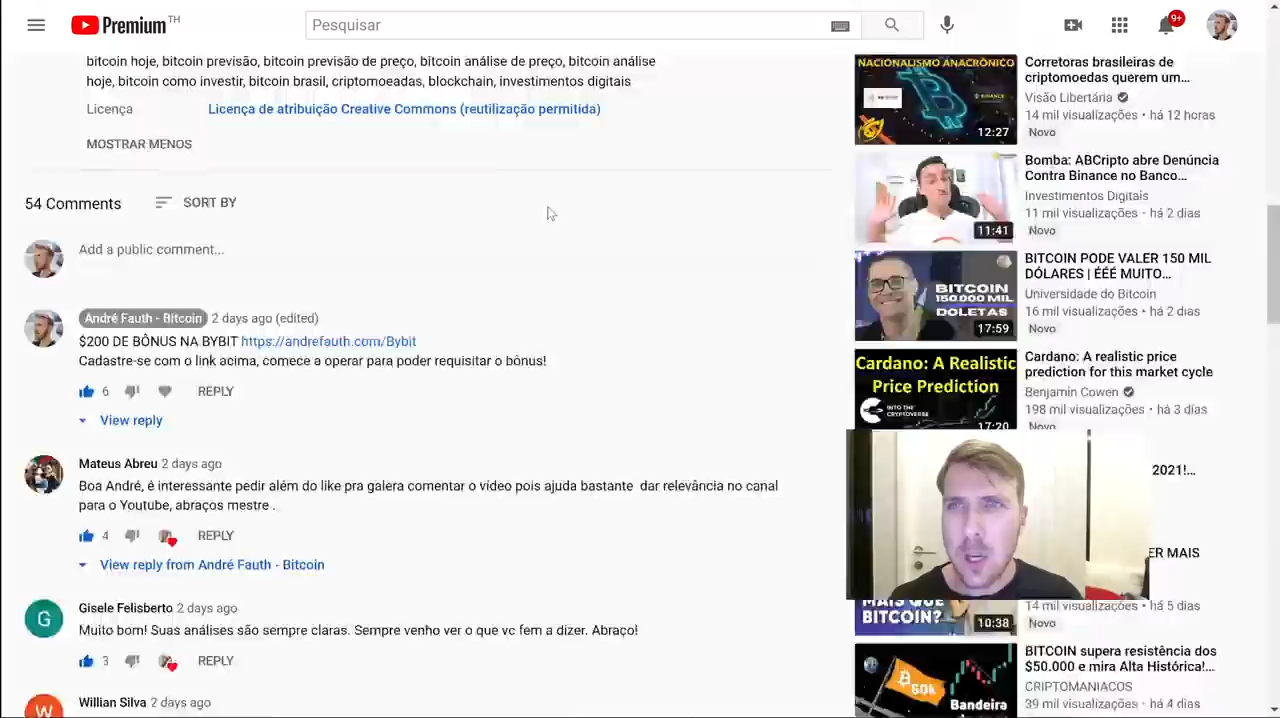 Premium TH
Pesquisar
9+
bitcoin hoje, bitcoin previsão, bitcoin previsão de preço, bitcoin análise de preço, bitcoin análise
hoje, bitcoin como investir, bitcoin brasil, criptomoeadas, blockchain, investimentos digitais
Licença
Licença de atribuição Creative Commons (reutilização permitida)
MOSTRAR MENOS
54 Comments
SORT BY
Add a public comment...
André Fauth - Bitcoin 2 days ago (edited)
$200 DE BÔNUS NA BYBIT https://andrefauth.com/Bybit
Cadastre-se com o link acima, comece a operar para poder requisitar o bônus!
6
REPLY
View reply
Mateus Abreu 2 days ago
Boa André, é interessante pedir além do like pra galera comentar o vídeo pois ajuda bastante dar relevância no canal
para o Youtube, abraços mestre .
4
REPLY
View reply from André Fauth - Bitcoin
G
Gisele Felisberto 2 days ago
Muito bom! Suas análises são sempre claras. Sempre venho ver o que vc fem a dizer. Abraço!
3
REPLY
W
Willian Silva 2 days ago
NACIONALISMO ANACRÔNICO
12:27
Corretoras brasileiras de
criptomoedas querem um...
Visão Libertária
14 mil visualizações • há 12 horas
Novo
11:41
Bomba: ABCripto abre Denúncia
Contra Binance no Banco...
Investimentos Digitais
11 mil visualizações • há 2 dias
Novo
BITCOIN
150.000 MIL
DOLETAS
17:59
BITCOIN PODE VALER 150 MIL
DÓLARES | ÉÉÉ MUITO...
Universidade do Bitcoin
16 mil visualizações • há 2 dias
Novo
Cardano: A Realistic
Price Prediction
INTO THE
CRYPTOVERSE
17:20
Cardano: A realistic price
prediction for this market cycle
Benjamin Cowen
198 mil visualizações • há 3 dias
Novo
2021!...
ER MAIS
MAIS QUE
BITCOIN?
10:38
14 mil visualizações • há 5 dias
Novo
50k
Bandeira
BITCOIN supera resistência dos
$50.000 e mira Alta Histórica!...
CRIPTOMANIACOS
39 mil visualizações • há 4 dias